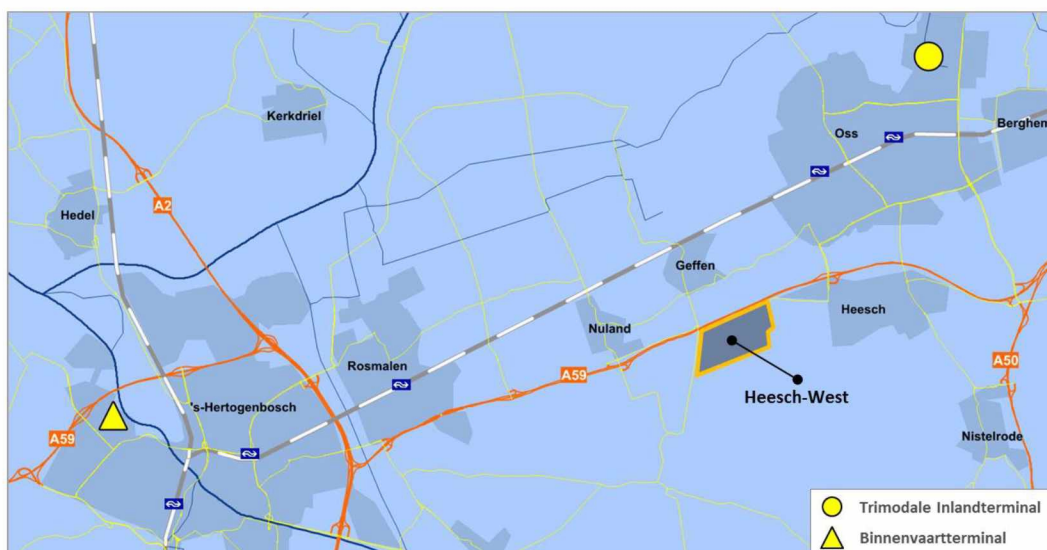 Kerkdriel
Oss
Berghem
A2
Hedel
Geffen
Heesch
Nuland
Rosmalen
A59
A50
Heesch-West
's-Hertogenbosch
A59
Nistelrode
Trimodale Inlandterminal
Binnenvaartterminal